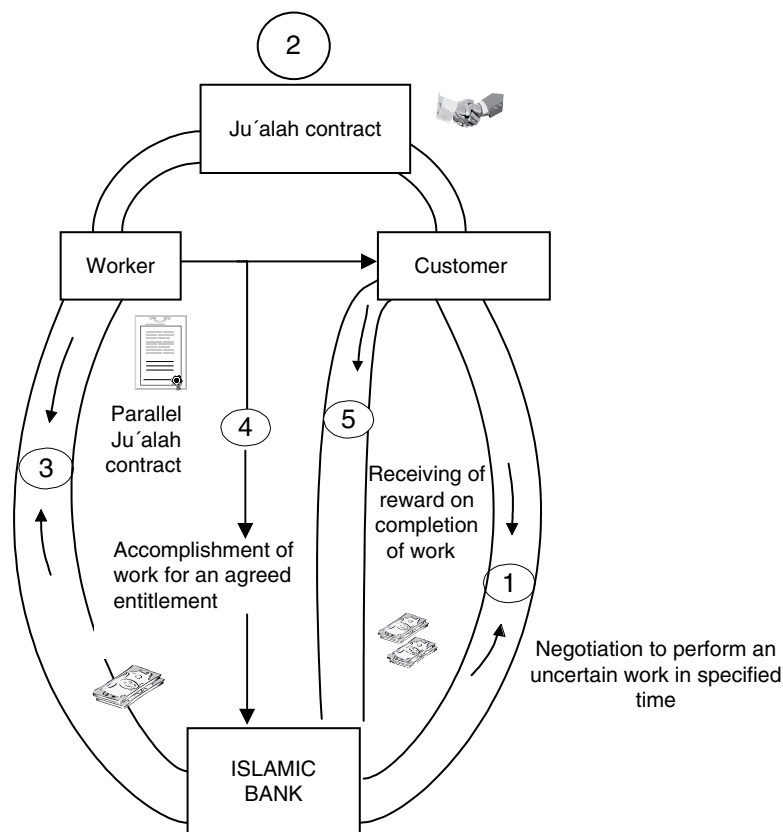 2
Ju´alah contract
Worker
Customer
Parallel
Ju´alah
contract
4
5
3
Receiving of
reward on
completion
of work
Accomplishment of
work for an agreed
entitlement
1
Negotiation to perform an
uncertain work in specified
time
ISLAMIC
BANK